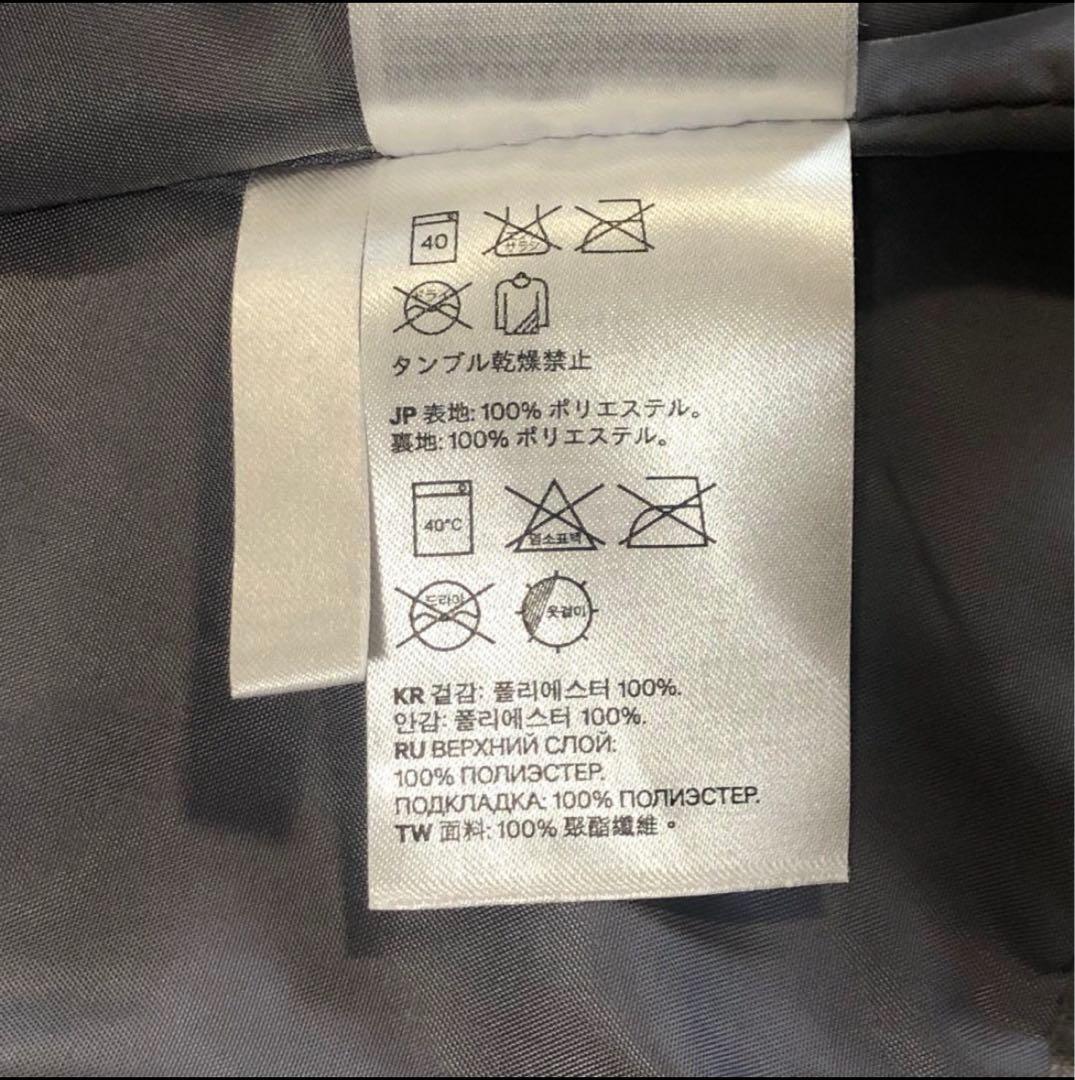 40
サラシ
ドライ
タンブル乾燥禁止
JP 表地: 100% ポリエステル。
裏地: 100% ポリエステル。
40°C
염소표백
드라이
옷걸이
KR 겉감: 폴리에스터 100%.
안감: 폴리에스터 100%.
RU ВЕРХНИЙ СЛОЙ:
100% ПОЛИЭСТЕР.
ПОДКЛАДКА: 100% ПОЛИЭСТЕР.
TW 面料: 100% 聚酯纖維。